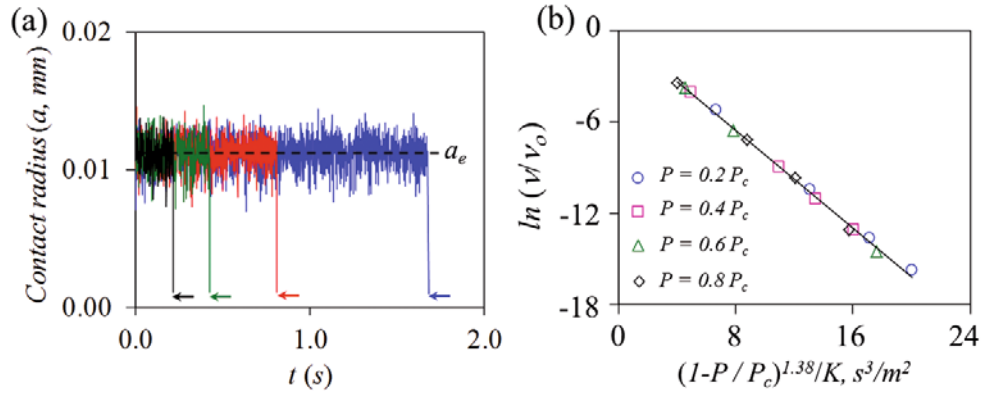 (a)
0.02
0.01
0.00
Contact radius (a, mm)
a_e
0.0
1.0
2.0
t (s)
(b)
0
-6
-12
-18
ln (ν/ν_o)
P = 0.2 P_c
P = 0.4 P_c
P = 0.6 P_c
P = 0.8 P_c
0
8
16
24
(1-P / P_c)^1.38/K, s^3/m^2